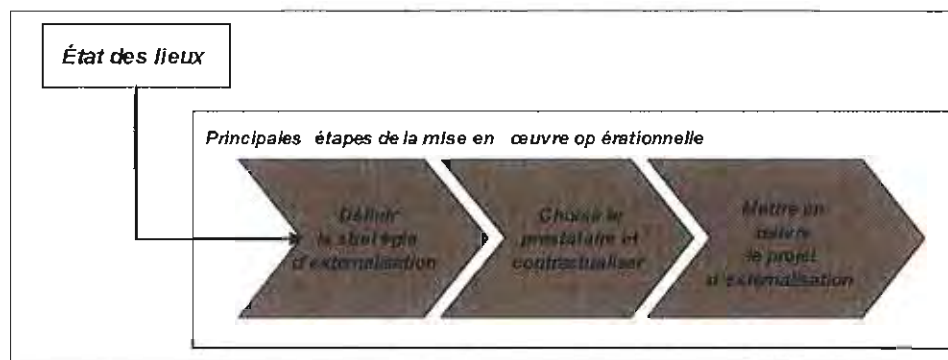 État des lieux
Principales étapes de la mise en œuvre opérationnelle
Définir
la stratégie
d'externalisation
Choisir le
prestataire et
contractualiser
Mettre en
œuvre
le projet
d'externalisation